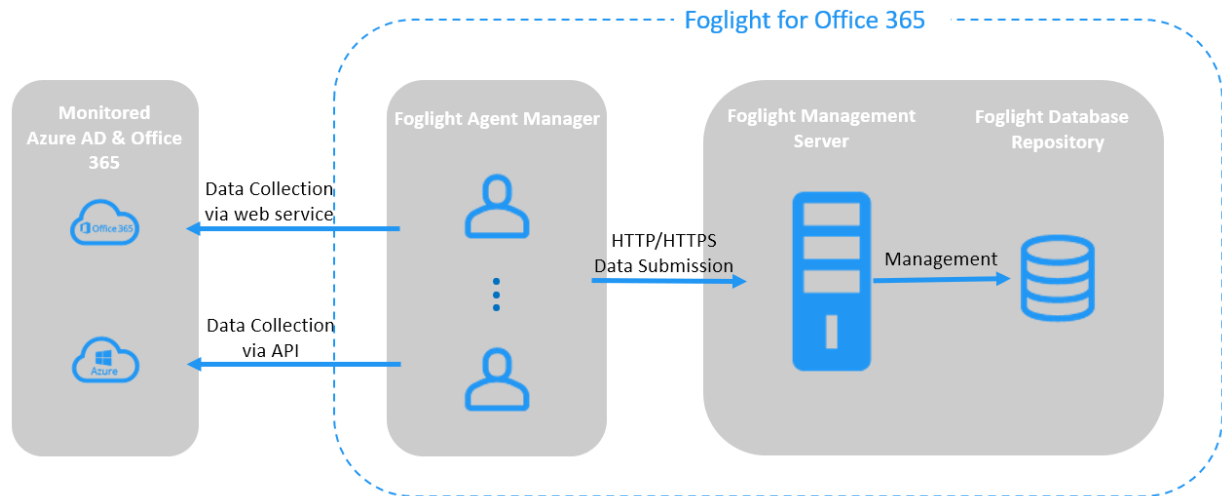 Foglight for Office 365
Monitored
Azure AD & Office
365
Office 365
Azure
Data Collection
via web service
Data Collection
via API
Foglight Agent Manager
HTTP/HTTPS
Data Submission
Foglight Management
Server
Management
Foglight Database
Repository